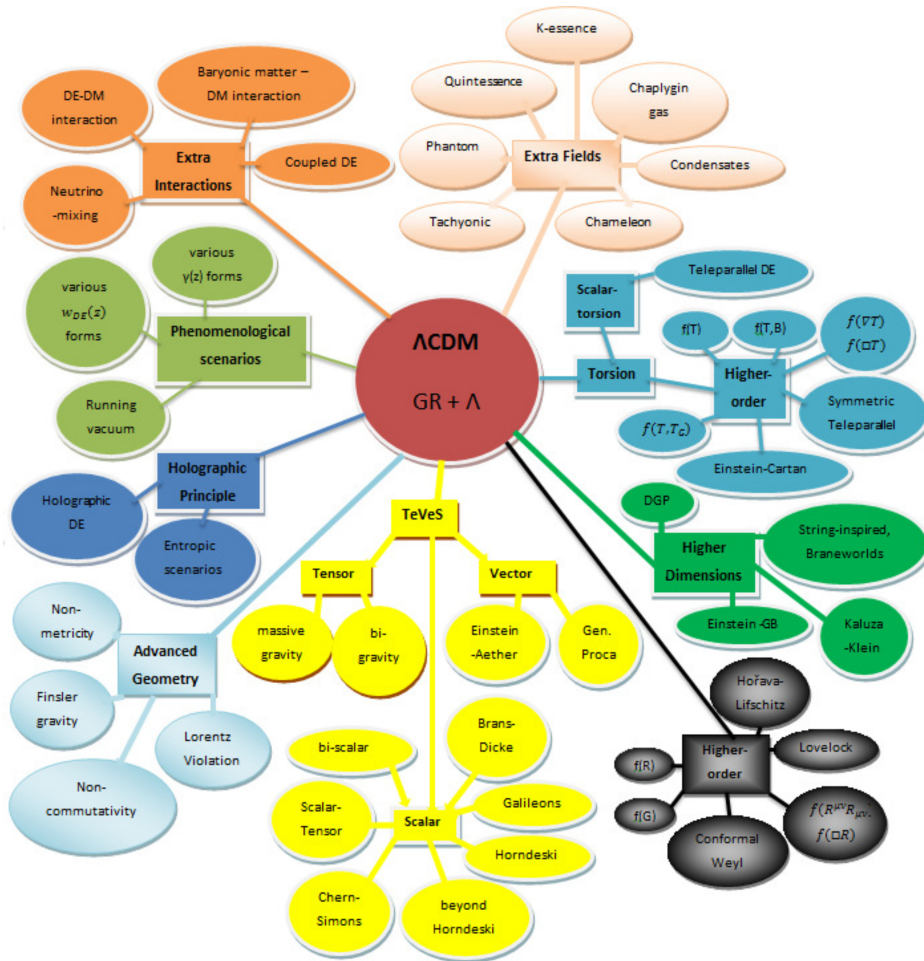 K-essence
Baryonic matter –
DM interaction
DE-DM
interaction
Quintessence
Chaplygin
gas
Phantom
Extra
Interactions
Coupled DE
Extra Fields
Condensates
Neutrino
-mixing
Tachyonic
Chameleon
various
γ(z) forms
various
w_{DE}(z)
forms
Phenomenological
scenarios
Running
vacuum
ΛCDM
GR + Λ
Teleparallel DE
Scalar-
torsion
f(T)
f(T,B)
f(∇T)
f(□T)
Torsion
Higher-
order
Symmetric
Teleparallel
f(T,T_G)
Einstein-Cartan
Holographic
Principle
Holographic
DE
Entropic
scenarios
TeVeS
Tensor
Vector
massive
gravity
bi-
gravity
Einstein
-Aether
Gen.
Proca
DGP
Higher
Dimensions
String-inspired,
Braneworlds
Einstein -GB
Kaluza
-Klein
Non-
metricity
Advanced
Geometry
Finsler
gravity
Lorentz
Violation
Non-
commutativity
bi-scalar
Brans-
Dicke
Scalar-
Tensor
Scalar
Galileons
Horndeski
Chern-
Simons
beyond
Horndeski
Hořava-
Lifschitz
Higher-
order
Lovelock
f(R)
f(G)
Conformal
Weyl
f(R^{μν}R_{μν}
f(□R)